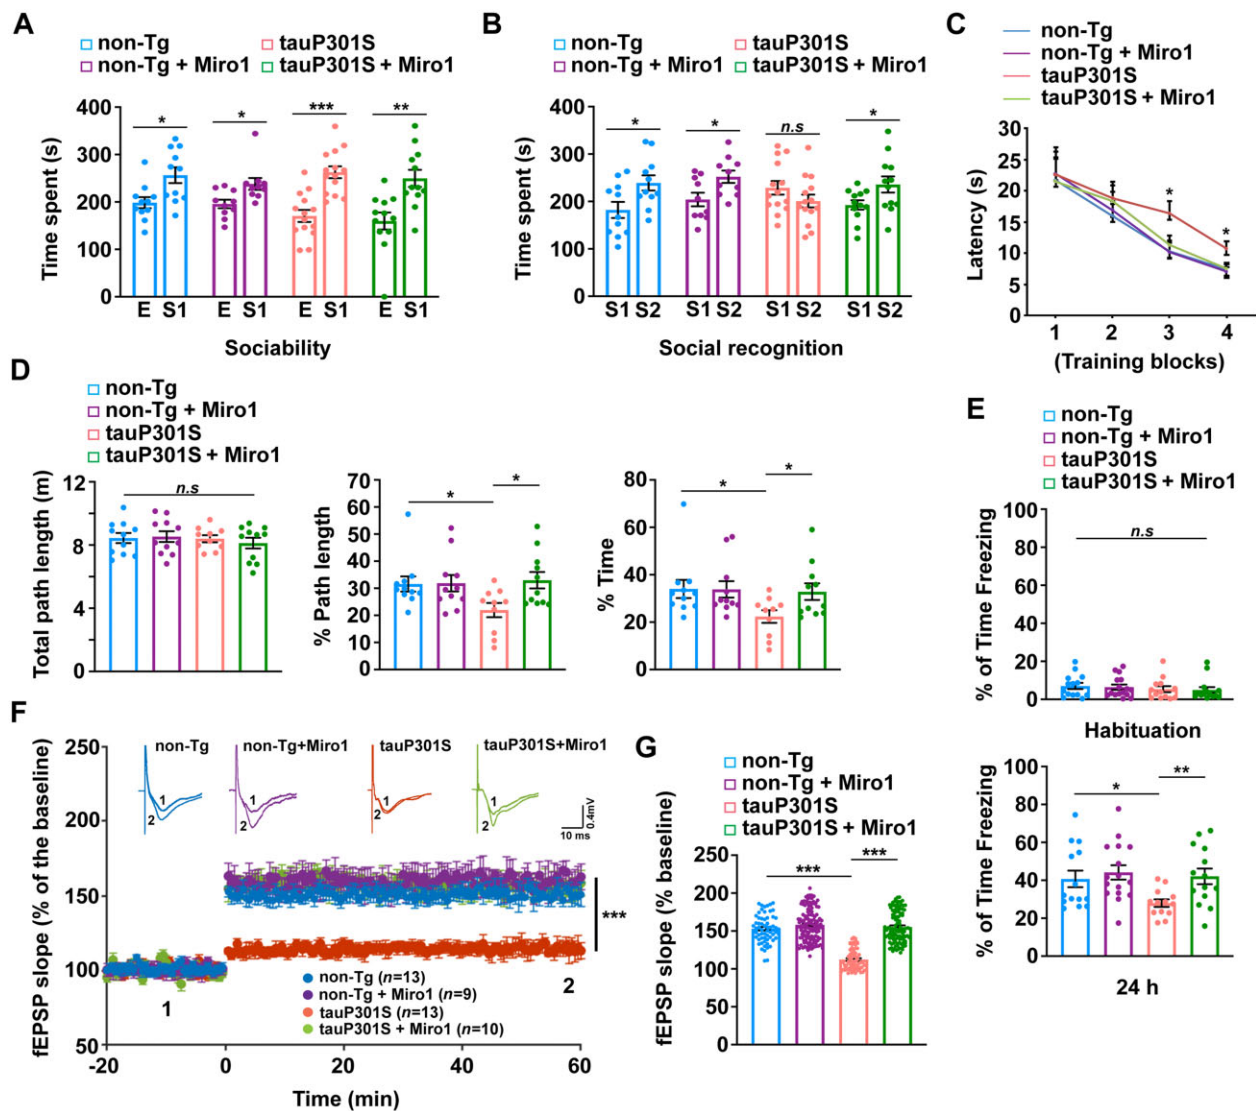 A
non-Tg
tauP301S
non-Tg + Miro1
tauP301S + Miro1
Time spent (s)
400
300
200
100
0
*
*
***
**
E S1 E S1 E S1 E S1
Sociability
B
non-Tg
tauP301S
non-Tg + Miro1
tauP301S + Miro1
Time spent (s)
400
300
200
100
0
*
*
n.s
*
S1 S2 S1 S2 S1 S2 S1 S2
Social recognition
C
non-Tg
non-Tg + Miro1
tauP301S
tauP301S + Miro1
Latency (s)
30
25
20
15
10
5
0
*
*
1 2 3 4
(Training blocks)
D
non-Tg
non-Tg + Miro1
tauP301S
tauP301S + Miro1
Total path length (m)
12
8
4
0
n.s
% Path length
70
60
50
40
30
20
10
0
*
*
% Time
80
60
40
20
0
*
*
E
non-Tg
non-Tg + Miro1
tauP301S
tauP301S + Miro1
% of Time Freezing
100
80
60
40
20
0
n.s
Habituation
% of Time Freezing
100
80
60
40
20
0
*
**
24 h
F
fEPSP slope (% of the baseline)
250
200
150
100
50
non-Tg
non-Tg+Miro1
tauP301S
tauP301S+Miro1
1
2
1
2
1
2
1
2
0.4mV
10 ms
***
1
2
non-Tg (n=13)
non-Tg + Miro1 (n=9)
tauP301S (n=13)
tauP301S + Miro1 (n=10)
-20 0 20 40 60
Time (min)
G
non-Tg
non-Tg + Miro1
tauP301S
tauP301S + Miro1
fEPSP slope (% baseline)
200
150
100
50
0
***
***